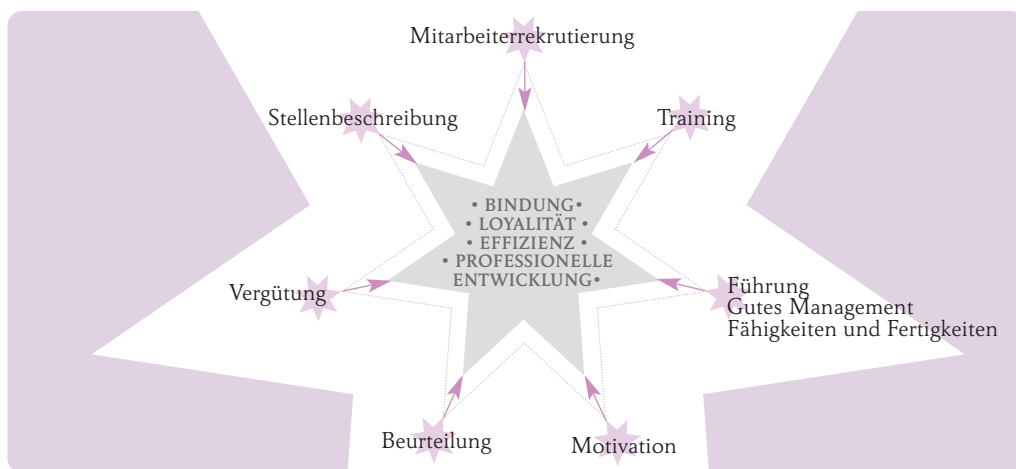 Mitarbeiterrekrutierung
Stellenbeschreibung
Training
• BINDUNG•
• LOYALITÄT •
• EFFIZIENZ •
• PROFESSIONELLE
ENTWICKLUNG•
Vergütung
Führung
Gutes Management
Fähigkeiten und Fertigkeiten
Beurteilung
Motivation